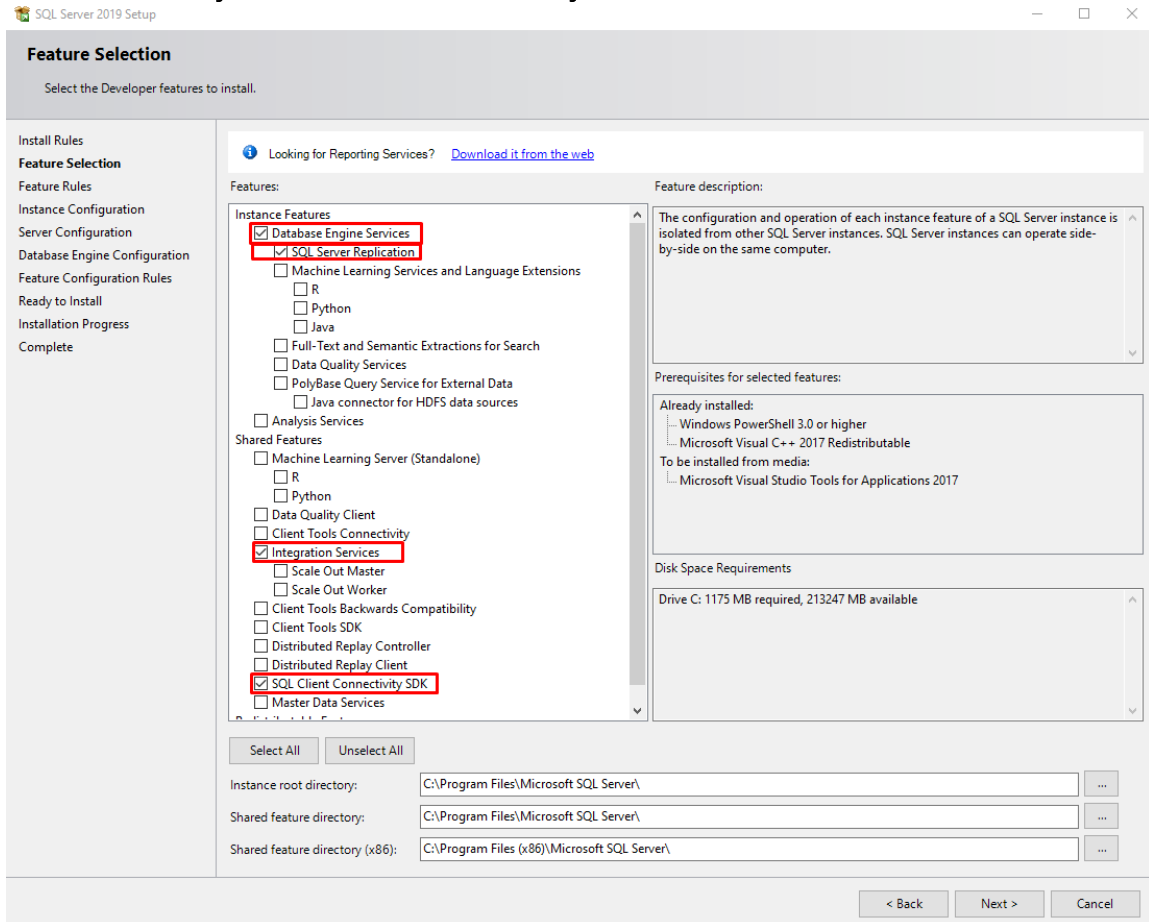 SQL Server 2019 Setup
Feature Selection
Select the Developer features to install.
Install Rules
Feature Selection
Feature Rules
Instance Configuration
Server Configuration
Database Engine Configuration
Feature Configuration Rules
Ready to Install
Installation Progress
Complete
Looking for Reporting Services? Download it from the web
Features:
Instance Features
Database Engine Services
SQL Server Replication
Machine Learning Services and Language Extensions
R
Python
Java
Full-Text and Semantic Extractions for Search
Data Quality Services
PolyBase Query Service for External Data
Java connector for HDFS data sources
Analysis Services
Shared Features
Machine Learning Server (Standalone)
R
Python
Data Quality Client
Client Tools Connectivity
Integration Services
Scale Out Master
Scale Out Worker
Client Tools Backwards Compatibility
Client Tools SDK
Distributed Replay Controller
Distributed Replay Client
SQL Client Connectivity SDK
Master Data Services
Feature description:
The configuration and operation of each instance feature of a SQL Server instance is
isolated from other SQL Server instances. SQL Server instances can operate side-
by-side on the same computer.
Prerequisites for selected features:
Already installed:
Windows PowerShell 3.0 or higher
Microsoft Visual C++ 2017 Redistributable
To be installed from media:
Microsoft Visual Studio Tools for Applications 2017
Disk Space Requirements
Drive C: 1175 MB required, 213247 MB available
Select All
Unselect All
Instance root directory: C:\Program Files\Microsoft SQL Server\
...
Shared feature directory: C:\Program Files\Microsoft SQL Server\
...
Shared feature directory (x86): C:\Program Files (x86)\Microsoft SQL Server\
...
< Back
Next >
Cancel